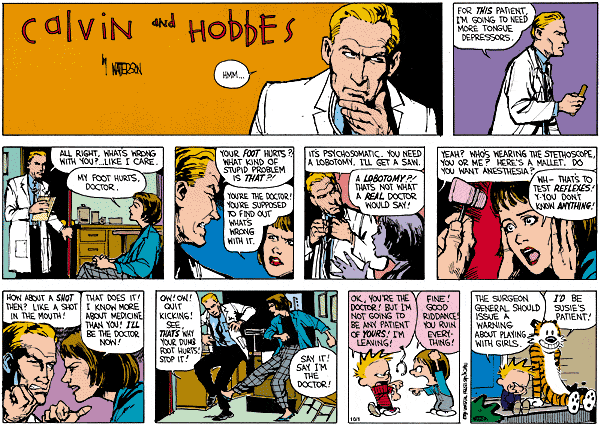 calvin and HOBBES
by WATTERSON
HMM...
FOR THIS PATIENT,
I'M GOING TO NEED
MORE TONGUE
DEPRESSORS.
ALL RIGHT, WHAT'S WRONG
WITH YOU?...LIKE I CARE.
MY FOOT HURTS,
DOCTOR.
YOUR FOOT HURTS?
WHAT KIND OF
STUPID PROBLEM
IS THAT?!
YOU'RE THE DOCTOR!
YOU'RE SUPPOSED
TO FIND OUT
WHAT'S
WRONG
WITH IT.
IT'S PSYCHOSOMATIC. YOU NEED
A LOBOTOMY. I'LL GET A SAW.
A LOBOTOMY?!
THAT'S NOT WHAT
A REAL DOCTOR
WOULD SAY!
YEAH? WHO'S WEARING THE STETHOSCOPE,
YOU OR ME? HERE'S A MALLET. DO
YOU WANT ANESTHESIA?
WH- THAT'S TO
TEST REFLEXES!
Y-YOU DON'T
KNOW ANYTHING!
HOW ABOUT A SHOT
THEN? LIKE A SHOT
IN THE MOUTH!
THAT DOES IT!
I KNOW MORE
ABOUT MEDICINE
THAN YOU! I'LL
BE THE DOCTOR
NOW!
OW! OW!
QUIT
KICKING!
SEE,
THAT'S WHY
YOUR DUMB
FOOT HURTS!
STOP IT!
SAY IT!
SAY I'M
THE
DOCTOR!
OK, YOU'RE THE
DOCTOR! BUT I'M
NOT GOING TO
BE ANY PATIENT
OF YOURS! I'M
LEAVING!
FINE!
GOOD
RIDDANCE!
YOU RUIN
EVERY-
THING!
10/1
THE SURGEON
GENERAL SHOULD
ISSUE A
WARNING
ABOUT PLAYING
WITH GIRLS.
I'D BE
SUSIE'S
PATIENT!